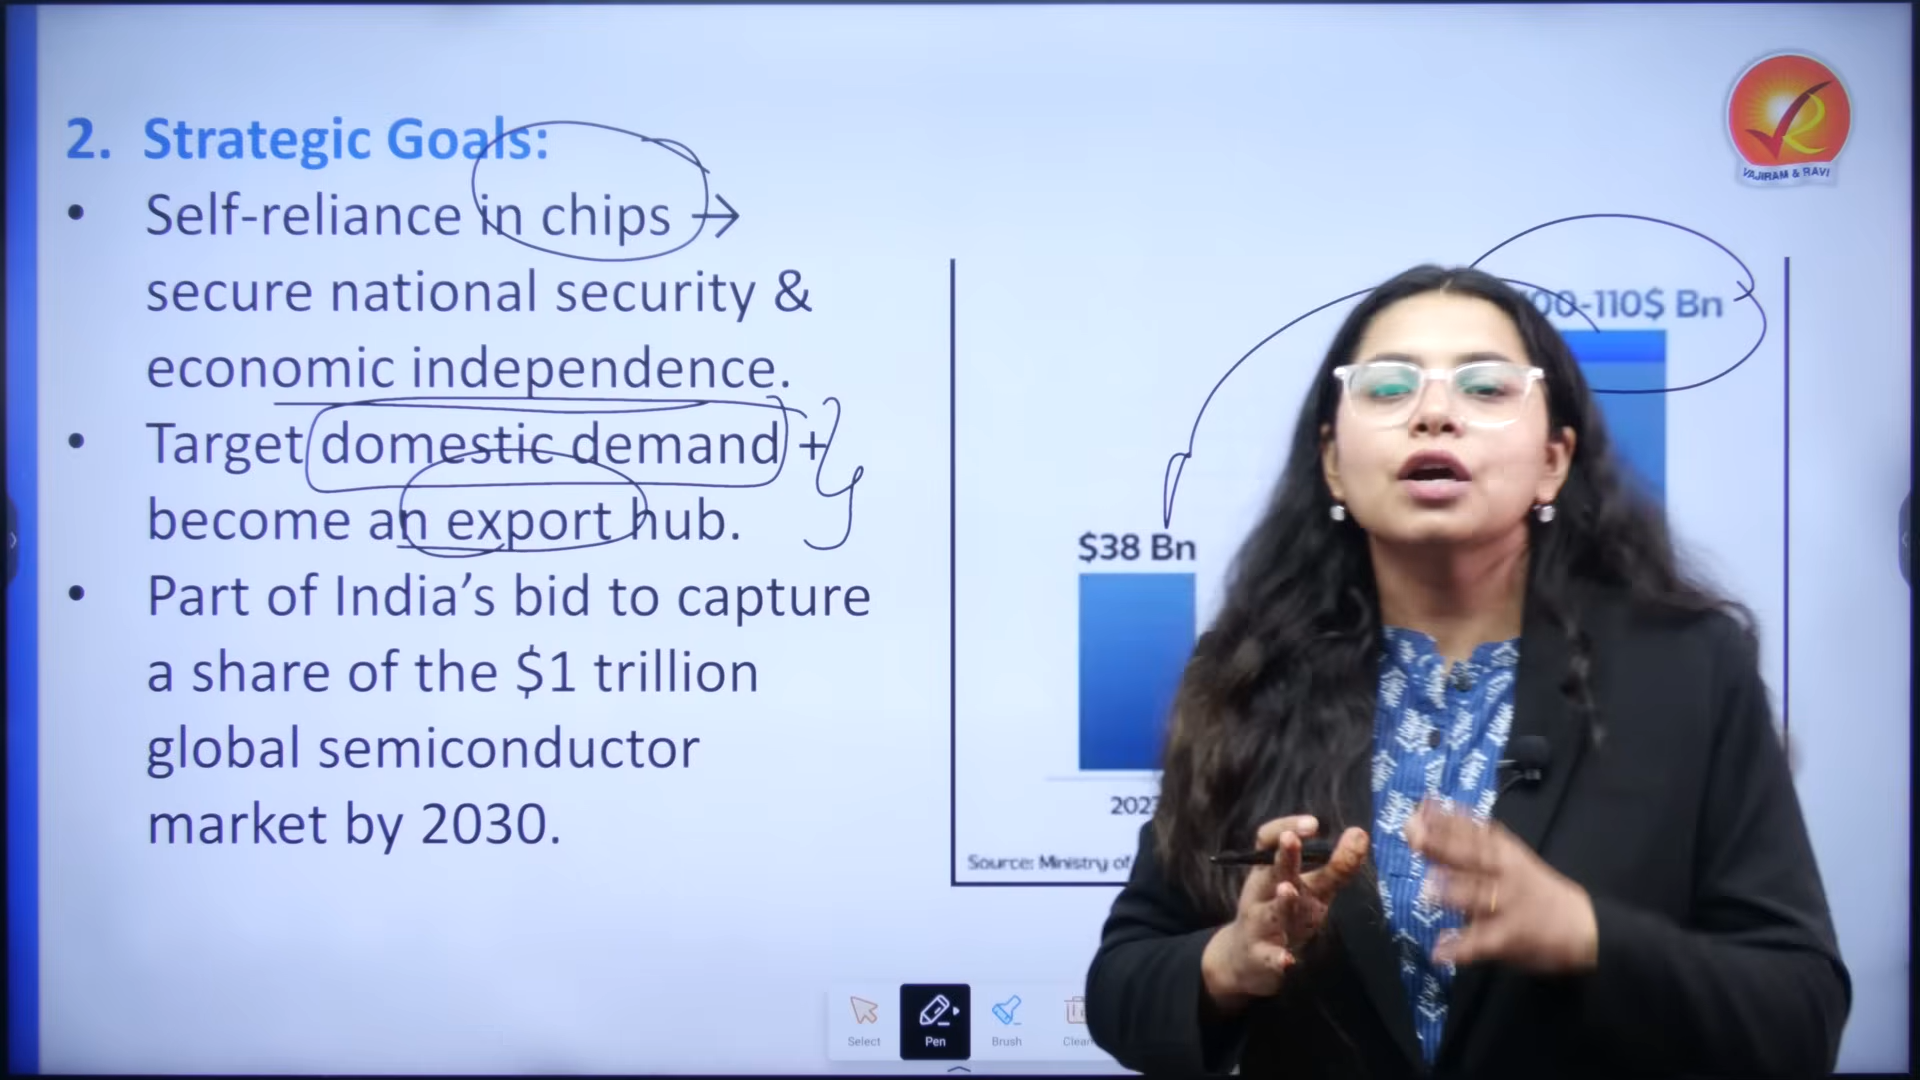 2. Strategic Goals:
• Self-reliance in chips →
secure national security &
economic independence.
• Target domestic demand +
become an export hub.
• Part of India’s bid to capture
a share of the $1 trillion
global semiconductor
market by 2030.
VAJIRAM & RAVI
00-110$ Bn
$38 Bn
Source: Ministry of
Select
Pen
Brush
Clear